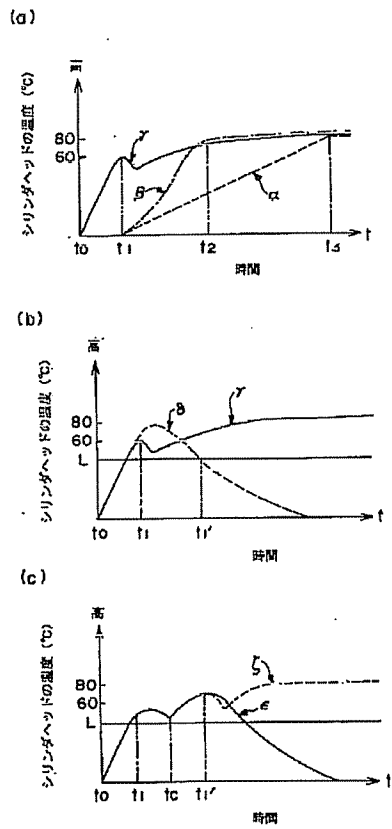 (a)
高
シリンダヘッドの温度 (℃)
80
60
γ
β
α
t0
t1
t2
t3
t
時間
(b)
高
シリンダヘッドの温度 (℃)
80
60
L
δ
γ
t0
t1
t1'
t
時間
(c)
高
シリンダヘッドの温度 (℃)
80
60
L
ζ
ε
t0
t1
tc
t1'
t
時間